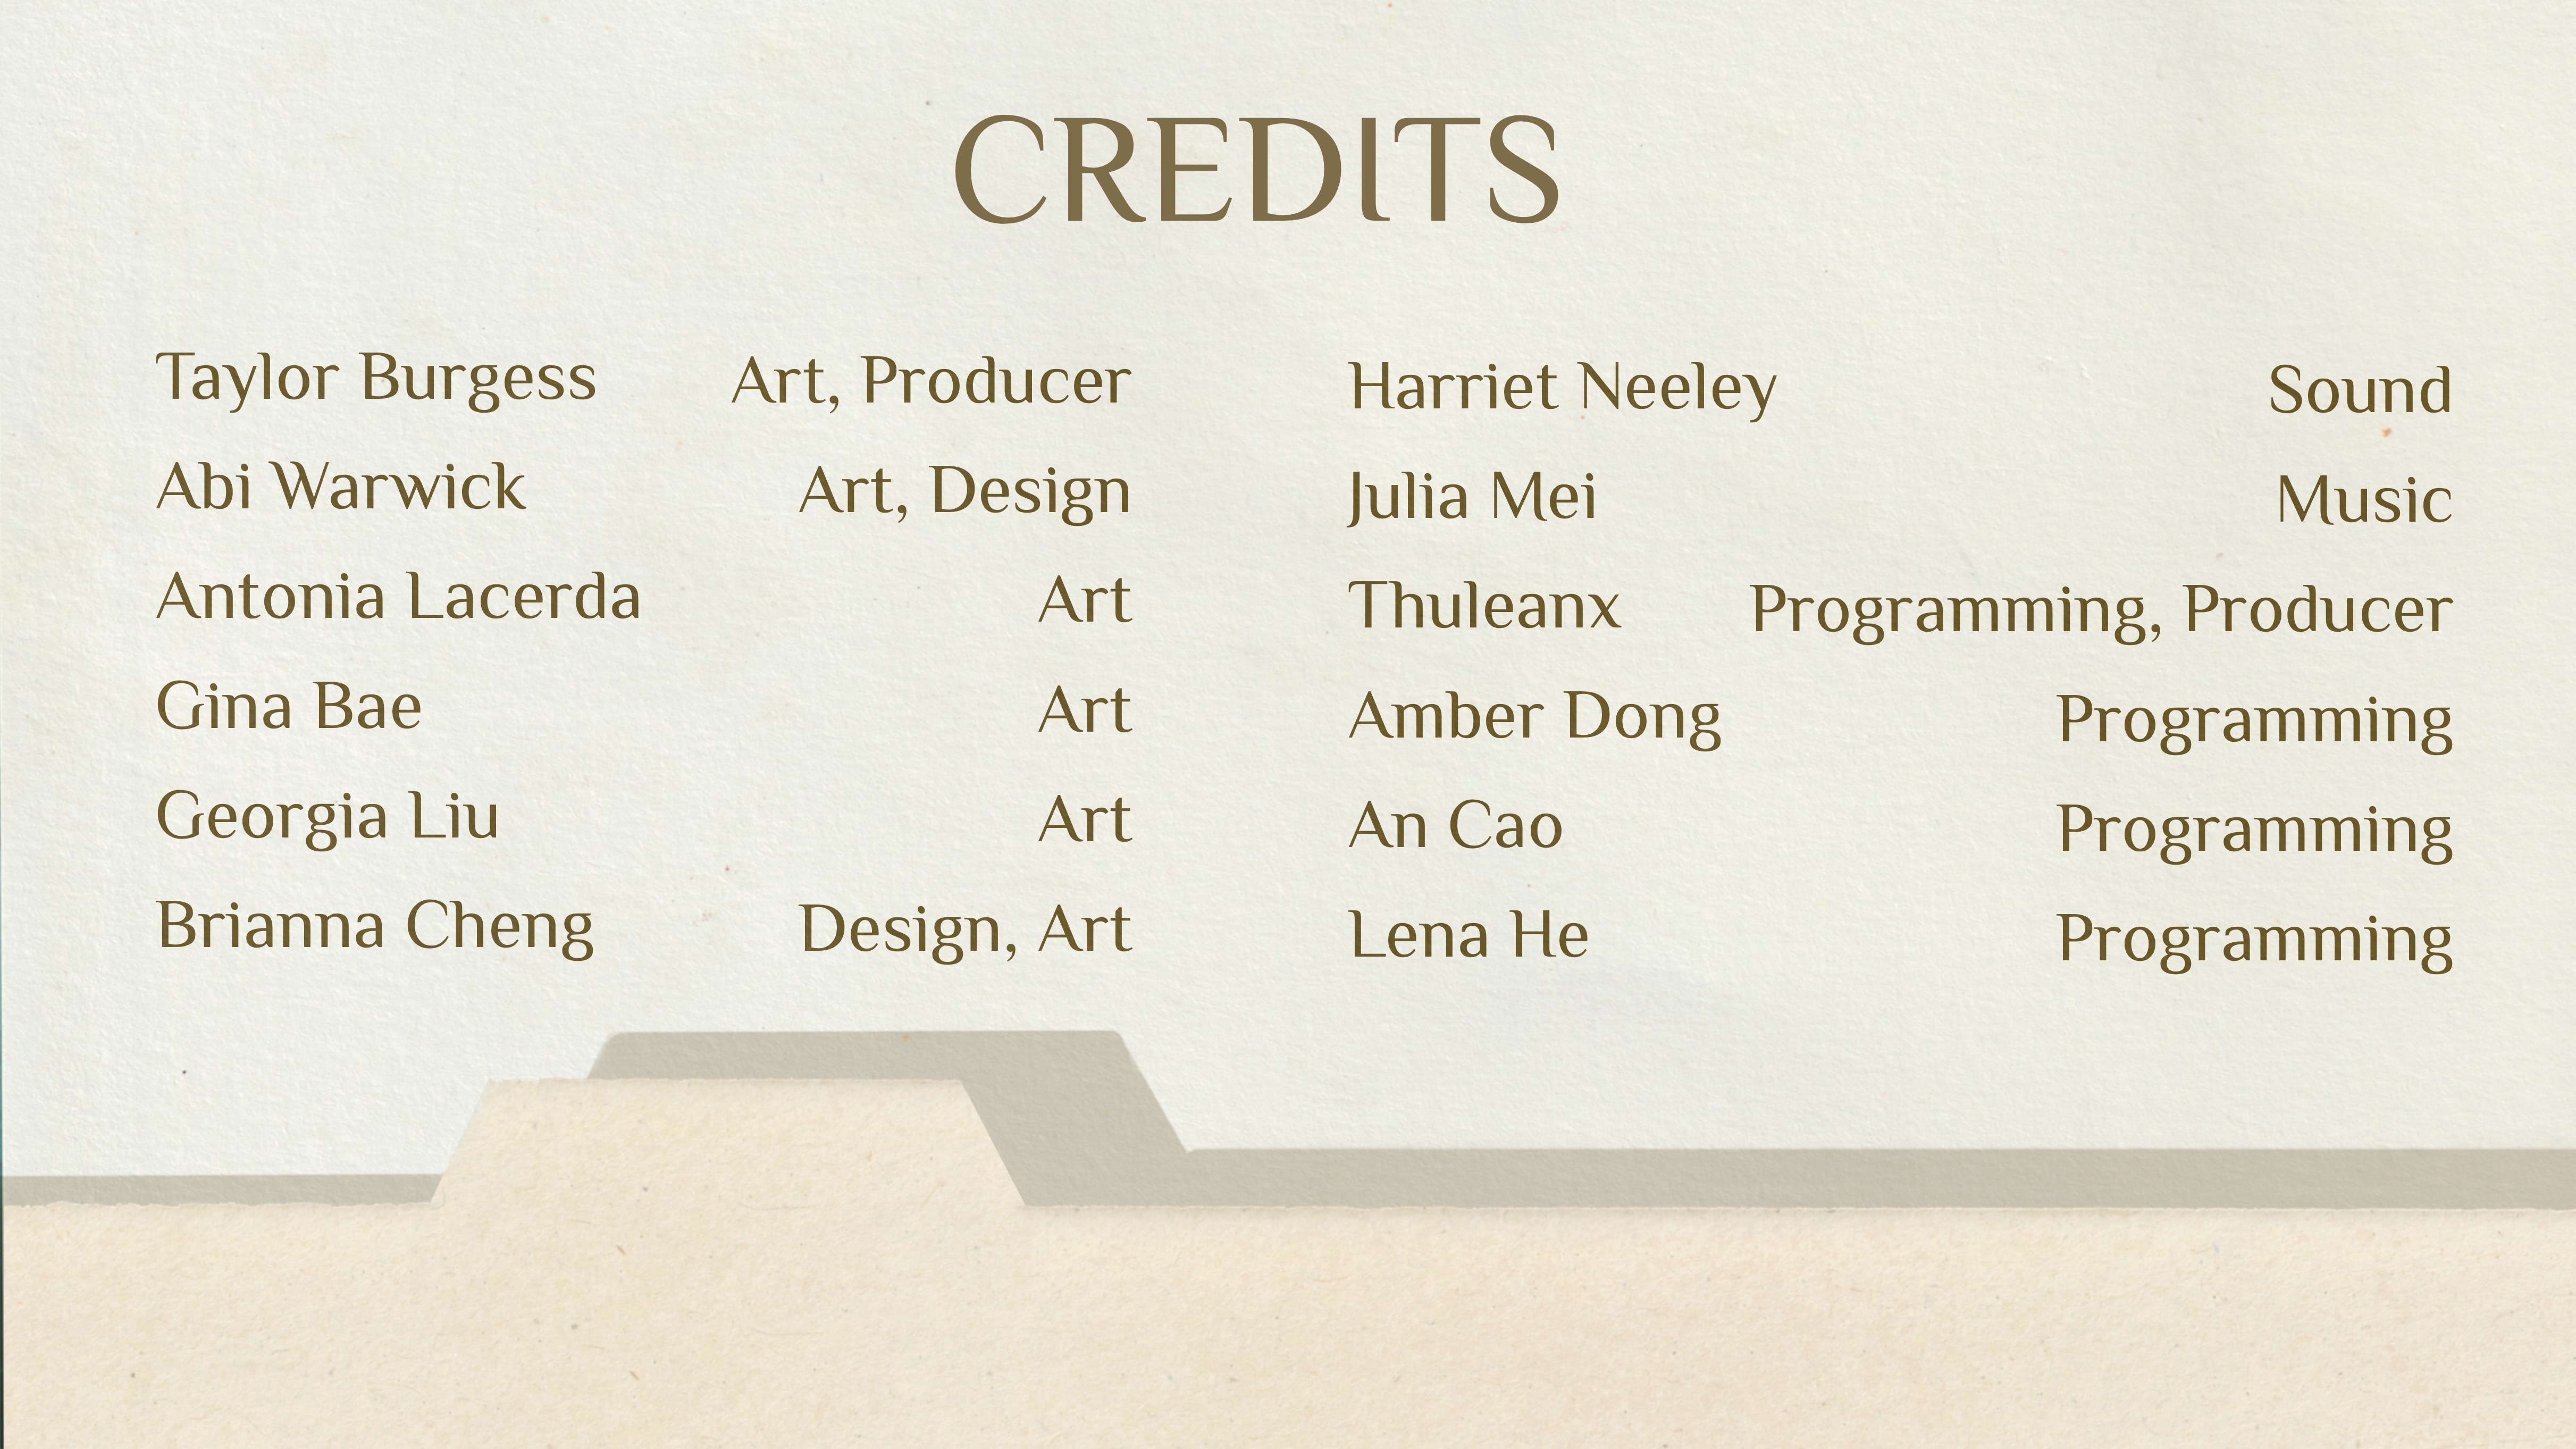 CREDITS
Taylor Burgess Art, Producer
Abi Warwick Art, Design
Antonia Lacerda Art
Gina Bae Art
Georgia Liu Art
Brianna Cheng Design, Art
Harriet Neeley Sound
Julia Mei Music
Thuleanx Programming, Producer
Amber Dong Programming
An Cao Programming
Lena He Programming